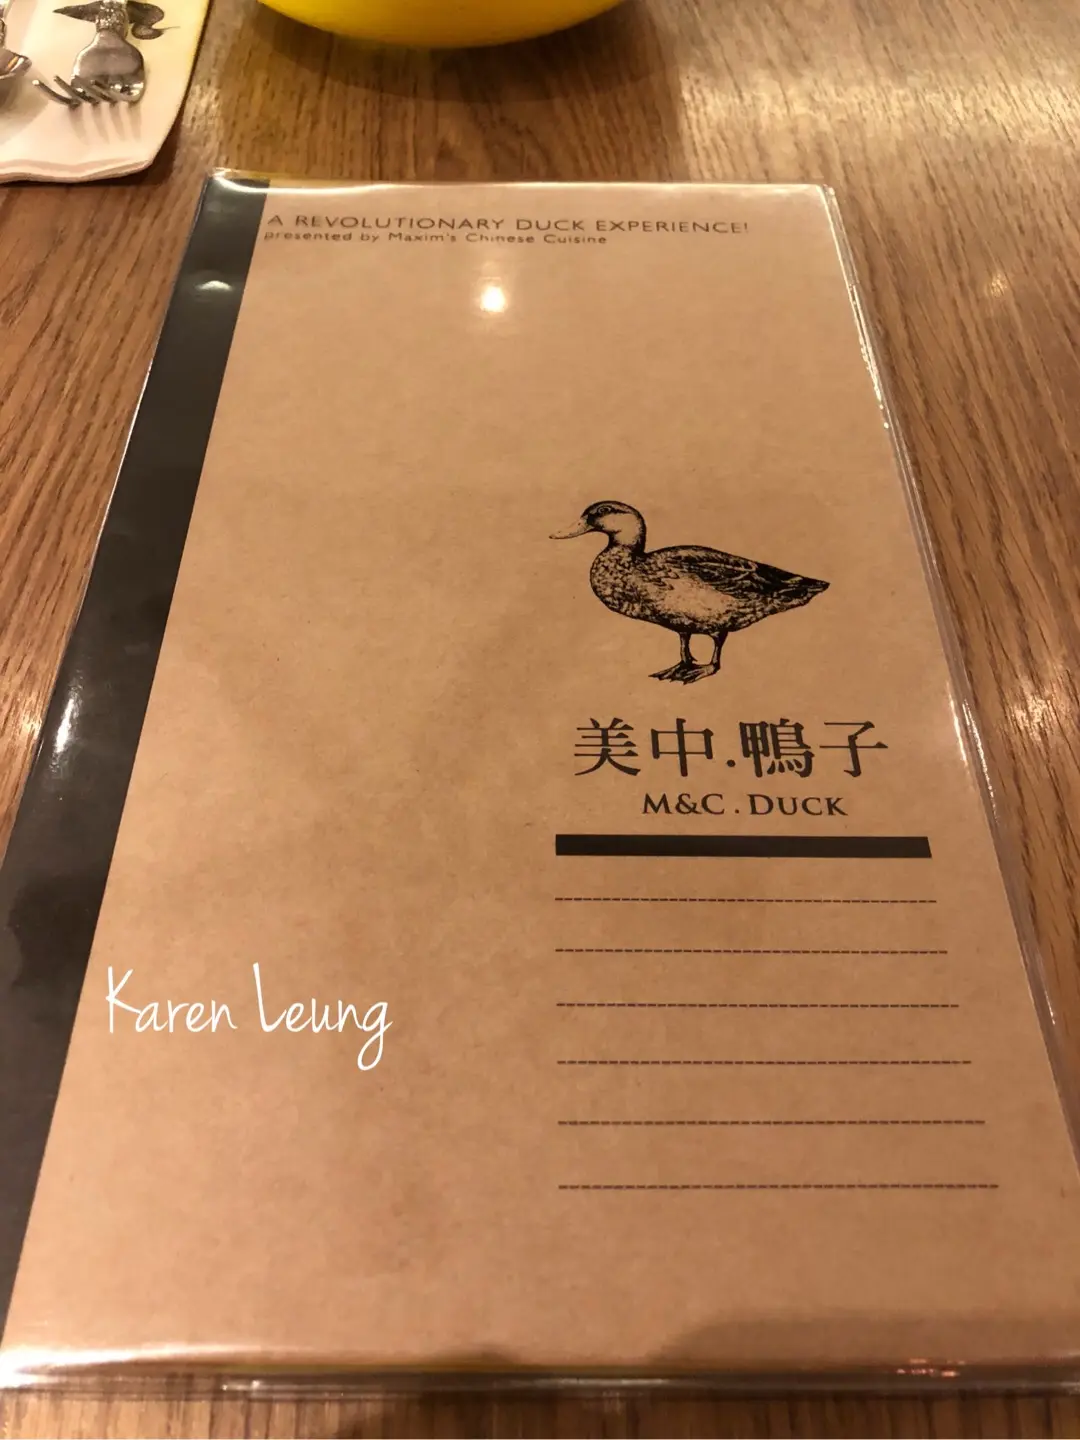 A REVOLUTIONARY DUCK EXPERIENCE!
presented by Maxim's Chinese Cuisine
美中.鴨子
M&C.DUCK
Karen Leung